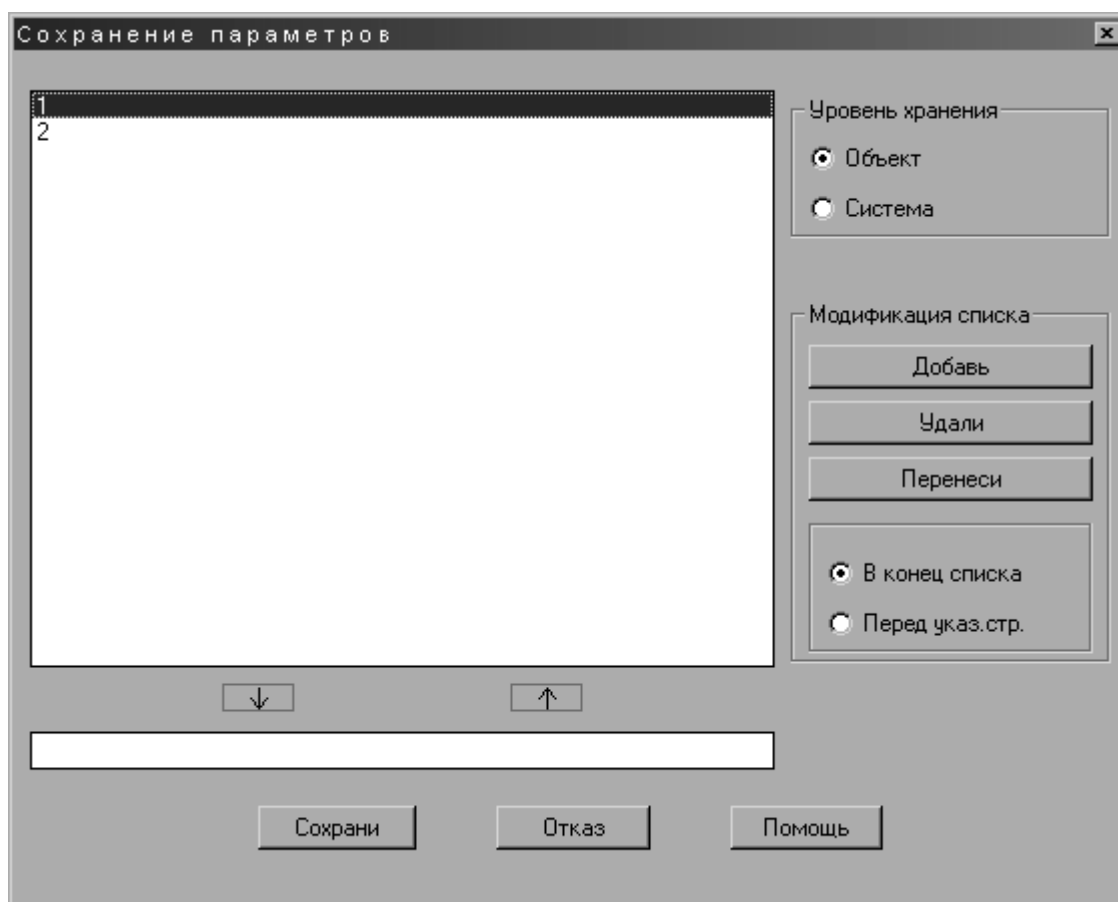 Сохранение параметров
1
2
Уровень хранения
Объект
Система
Модификация списка
Добавь
Удали
Перенеси
В конец списка
Перед указ.стр.
Сохрани
Отказ
Помощь